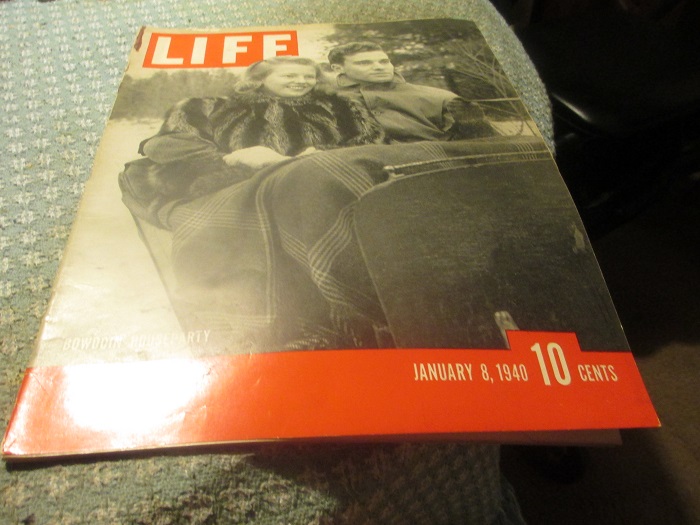 LIFE
BOWDOIN HOUSEPARTY
JANUARY 8, 1940 10 CENTS